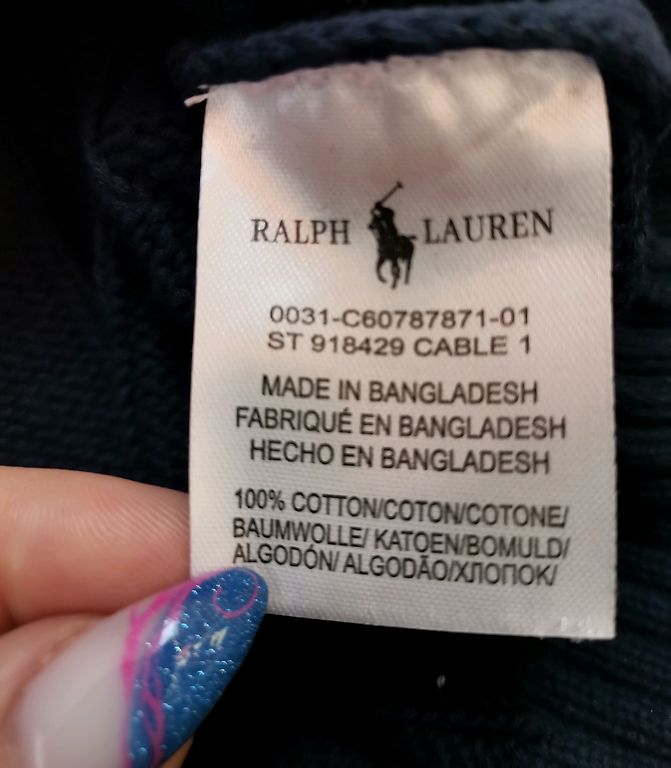 RALPH LAUREN
0031-C60787871-01
ST 918429 CABLE 1
MADE IN BANGLADESH
FABRIQUÉ EN BANGLADESH
HECHO EN BANGLADESH
100% COTTON/COTON/COTONE/
BAUMWOLLE/ KATOEN/BOMULD/
ALGODÓN/ ALGODÃO/ХЛОПОК/